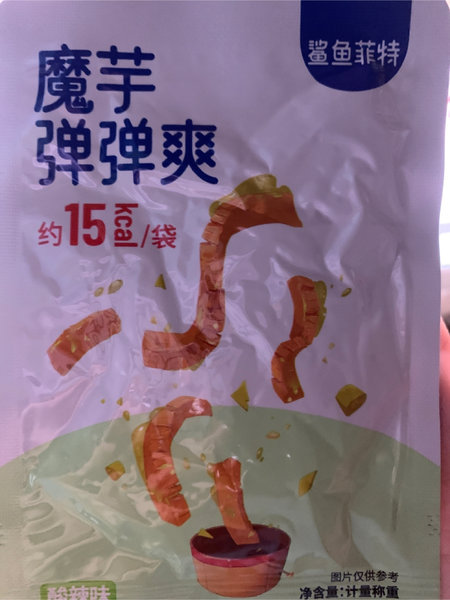 鲨鱼菲特
魔芋
弹弹爽
约15kcal/袋
图片仅供参考
净含量:计量称重
酸辣味